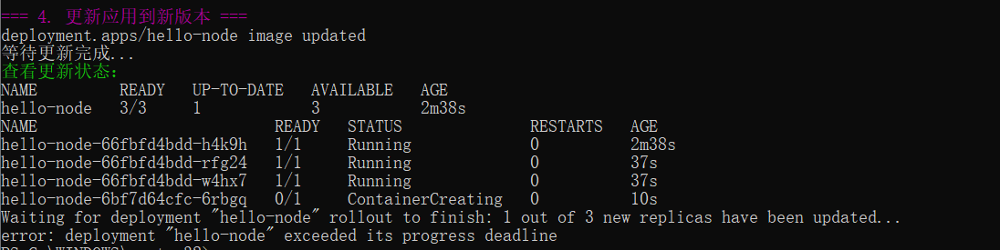 === 4. 更新应用到新版本 ===
deployment.apps/hello-node image updated
等待更新完成...
查看更新状态:
NAME READY UP-TO-DATE AVAILABLE AGE
hello-node 3/3 1 3 2m38s
NAME READY STATUS RESTARTS AGE
hello-node-66fbfd4bdd-h4k9h 1/1 Running 0 2m38s
hello-node-66fbfd4bdd-rfg24 1/1 Running 0 37s
hello-node-66fbfd4bdd-w4hx7 1/1 Running 0 37s
hello-node-6bf7d64cfc-6rbgq 0/1 ContainerCreating 0 10s
Waiting for deployment "hello-node" rollout to finish: 1 out of 3 new replicas have been updated...
error: deployment "hello-node" exceeded its progress deadline